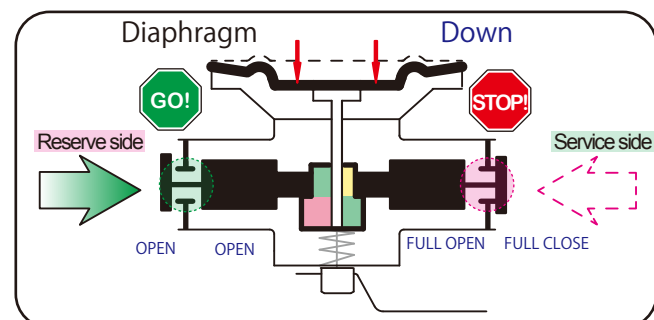 Diaphragm Down
GO! STOP!
Reserve side Service side
OPEN OPEN FULL OPEN FULL CLOSE